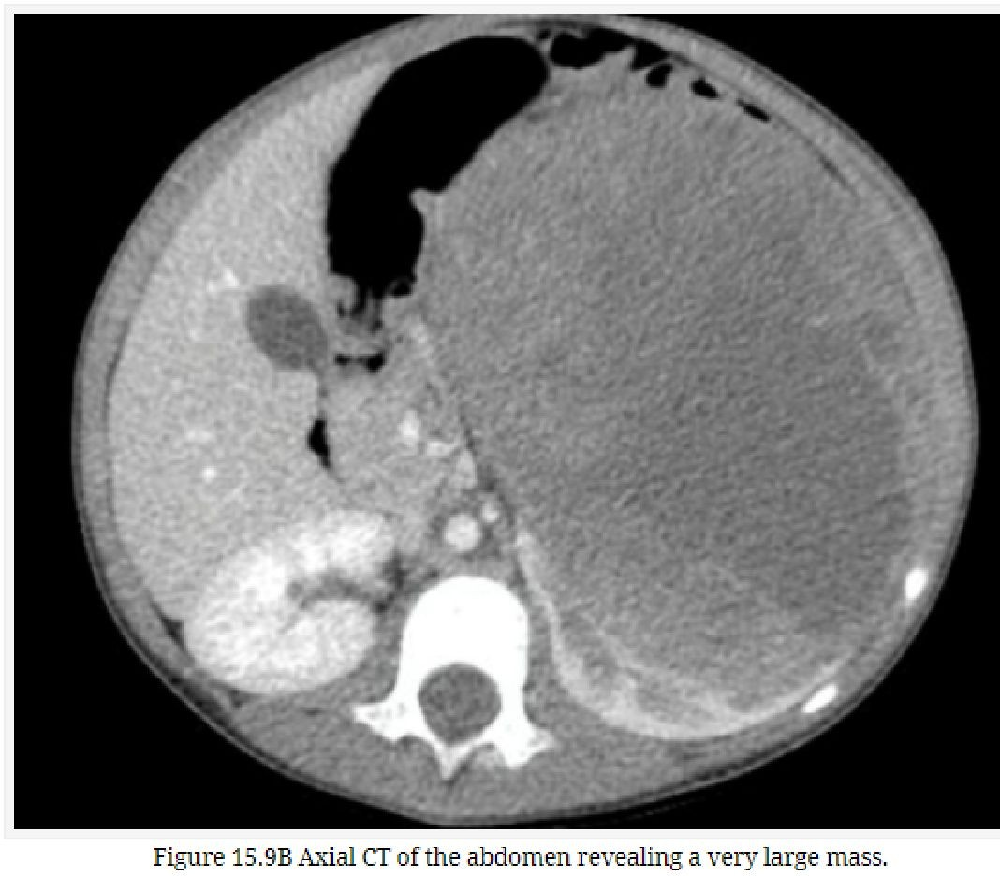 Figure 15.9B Axial CT of the abdomen revealing a very large mass.